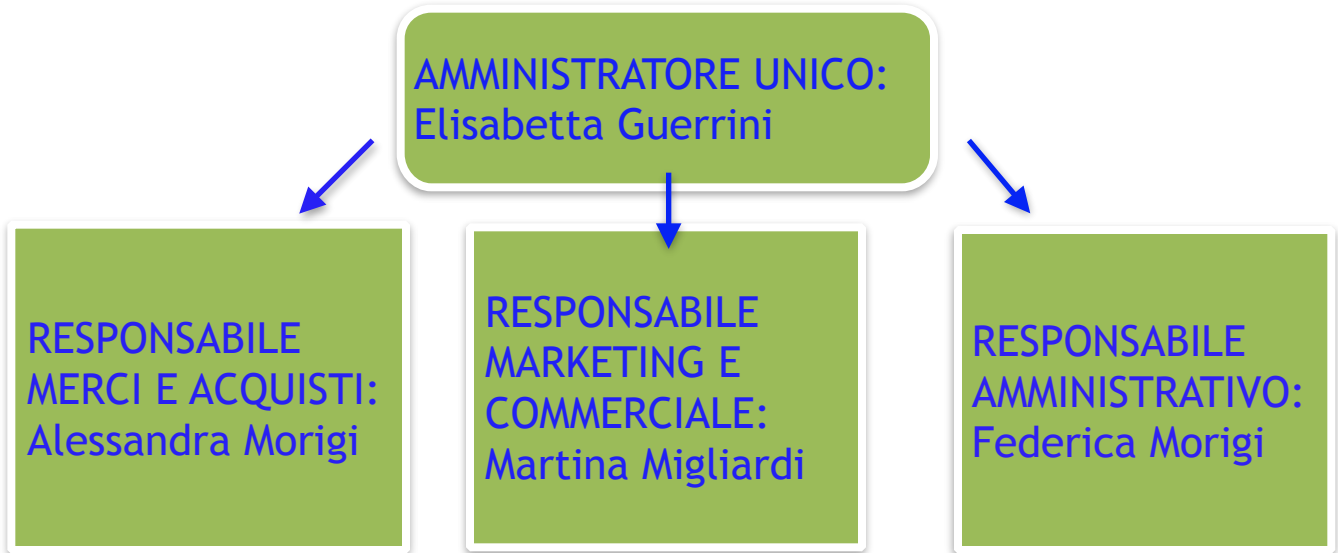 AMMINISTRATORE UNICO:
Elisabetta Guerrini
RESPONSABILE
MERCI E ACQUISTI:
Alessandra Morigi
RESPONSABILE
MARKETING E
COMMERCIALE:
Martina Migliardi
RESPONSABILE
AMMINISTRATIVO:
Federica Morigi